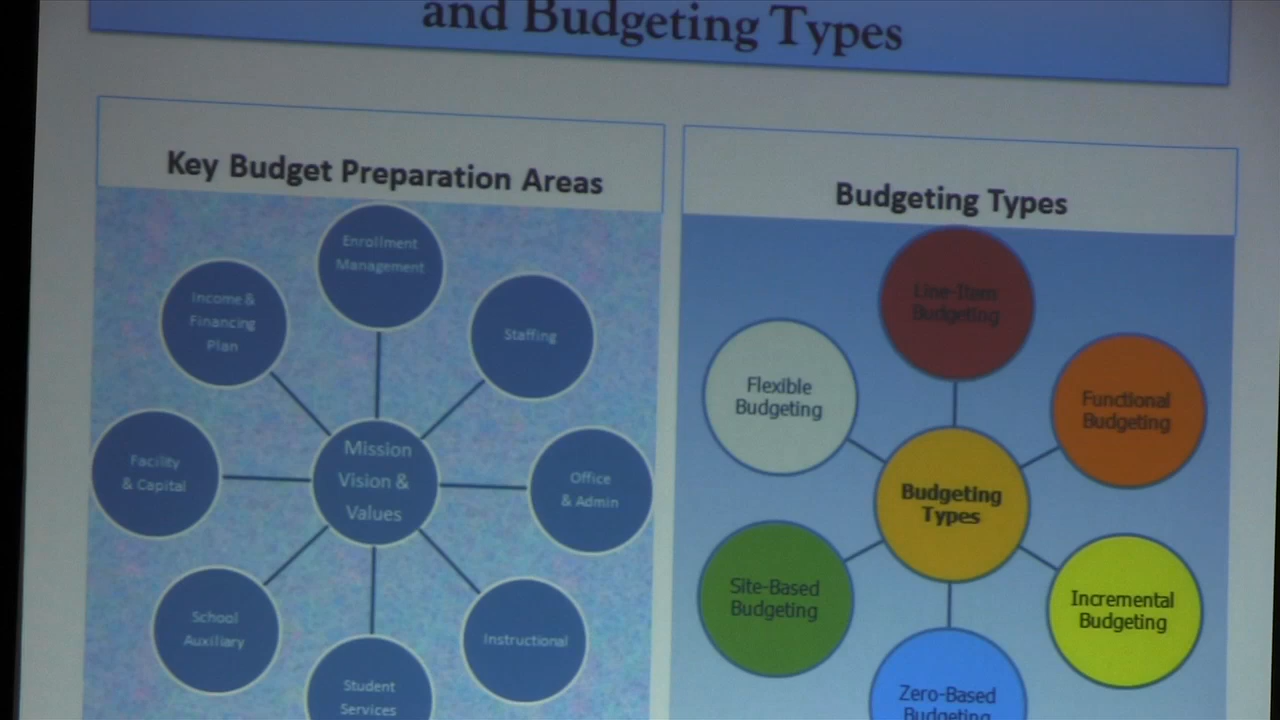 and Budgeting Types
Key Budget Preparation Areas
Enrollment
Management
Income &
Financing
Plan
Staffing
Facility
& Capital
Mission
Vision &
Values
Office
& Admin
School
Auxiliary
Instructional
Student
Services
Budgeting Types
Line-Item
Budgeting
Flexible
Budgeting
Functional
Budgeting
Budgeting
Types
Site-Based
Budgeting
Incremental
Budgeting
Zero-Based
Budgeting